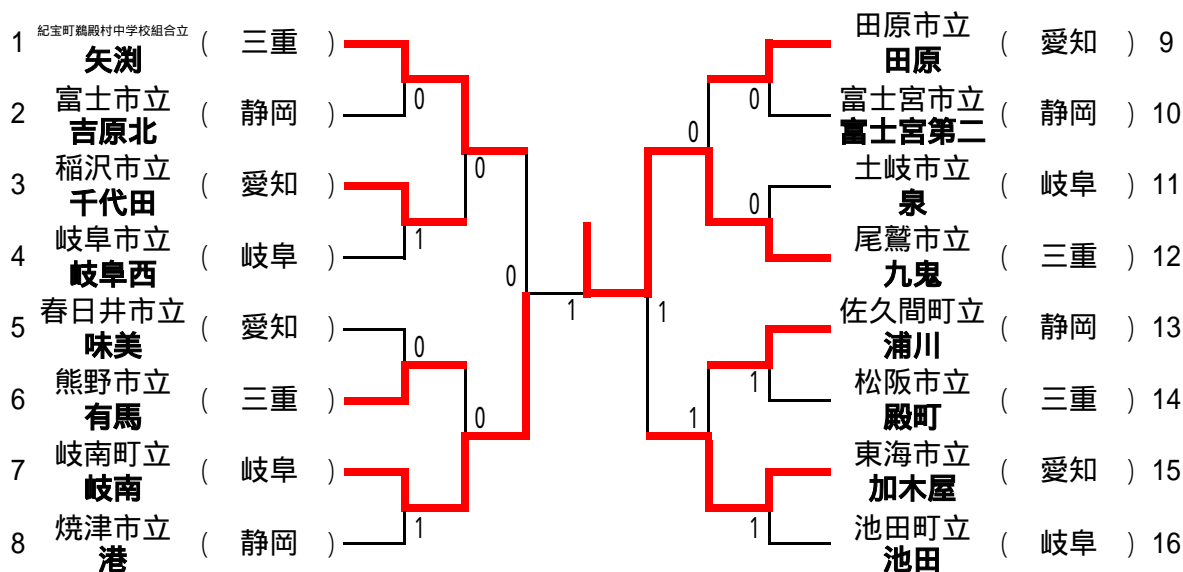 1 紀宝町鵜殿村中学校組合立 ( 三重 )
矢渕
2 富士市立 ( 静岡 )
吉原北
3 稲沢市立 ( 愛知 )
千代田
4 岐阜市立 ( 岐阜 )
岐阜西
5 春日井市立 ( 愛知 )
味美
6 熊野市立 ( 三重 )
有馬
7 岐南町立 ( 岐阜 )
岐南
8 焼津市立 ( 静岡 )
港
0
0
1
0
0
0
1
1
田原市立 ( 愛知 ) 9
田原
富士宮市立 ( 静岡 ) 10
富士宮第二
土岐市立 ( 岐阜 ) 11
泉
尾鷲市立 ( 三重 ) 12
九鬼
佐久間町立 ( 静岡 ) 13
浦川
松阪市立 ( 三重 ) 14
殿町
東海市立 ( 愛知 ) 15
加木屋
池田町立 ( 岐阜 ) 16
池田
0
0
0
1
1
1
1